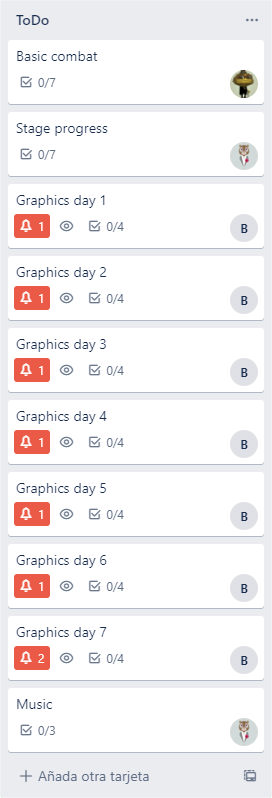 ToDo
Basic combat
0/7
Stage progress
0/7
Graphics day 1
1 0/4 B
Graphics day 2
1 0/4 B
Graphics day 3
1 0/4 B
Graphics day 4
1 0/4 B
Graphics day 5
1 0/4 B
Graphics day 6
1 0/4 B
Graphics day 7
2 0/4 B
Music
0/3
+ Añada otra tarjeta